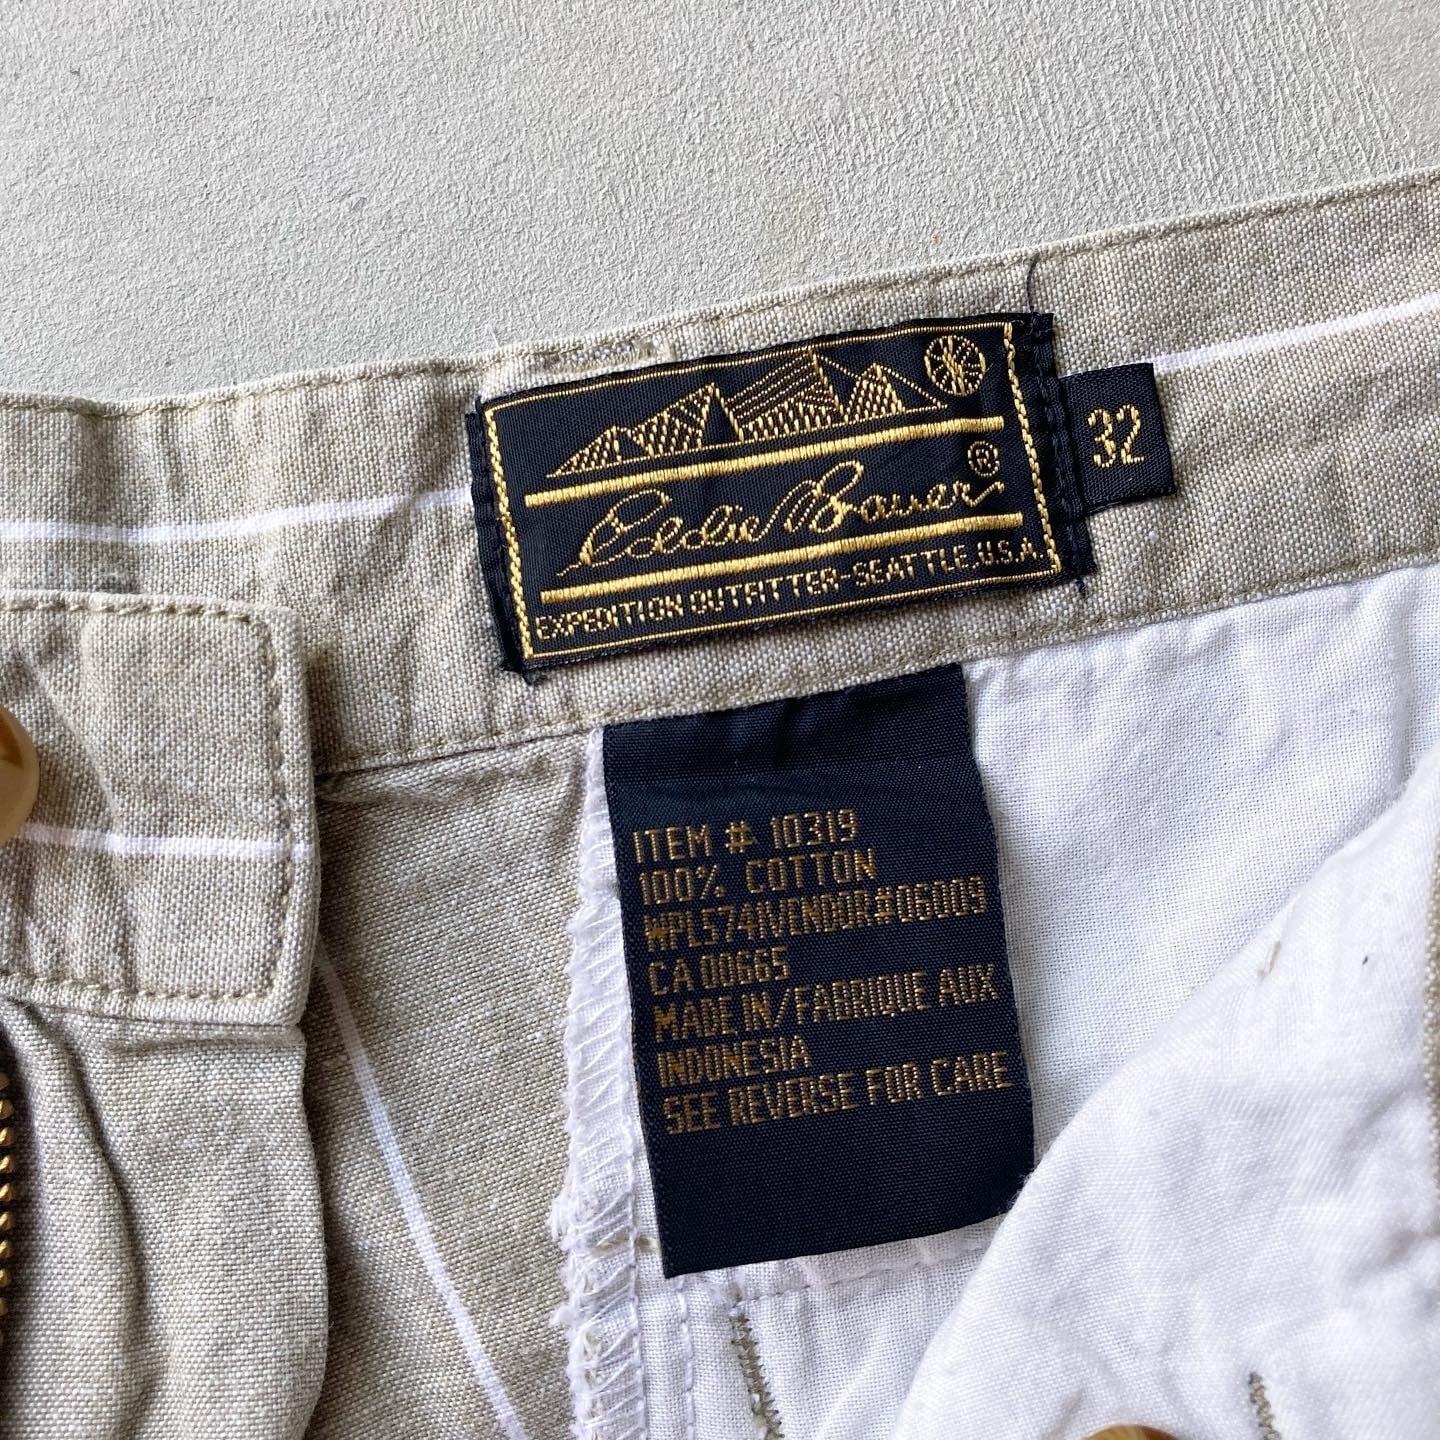 Eddie Bauer®
EXPEDITION OUTFITTER-SEATTLE,U.S.A.
32
ITEM # 10319
100% COTTON
WPL5741VENDOR#06009
CA 00665
MADE IN/FABRIQUE AUX
INDONESIA
SEE REVERSE FOR CARE